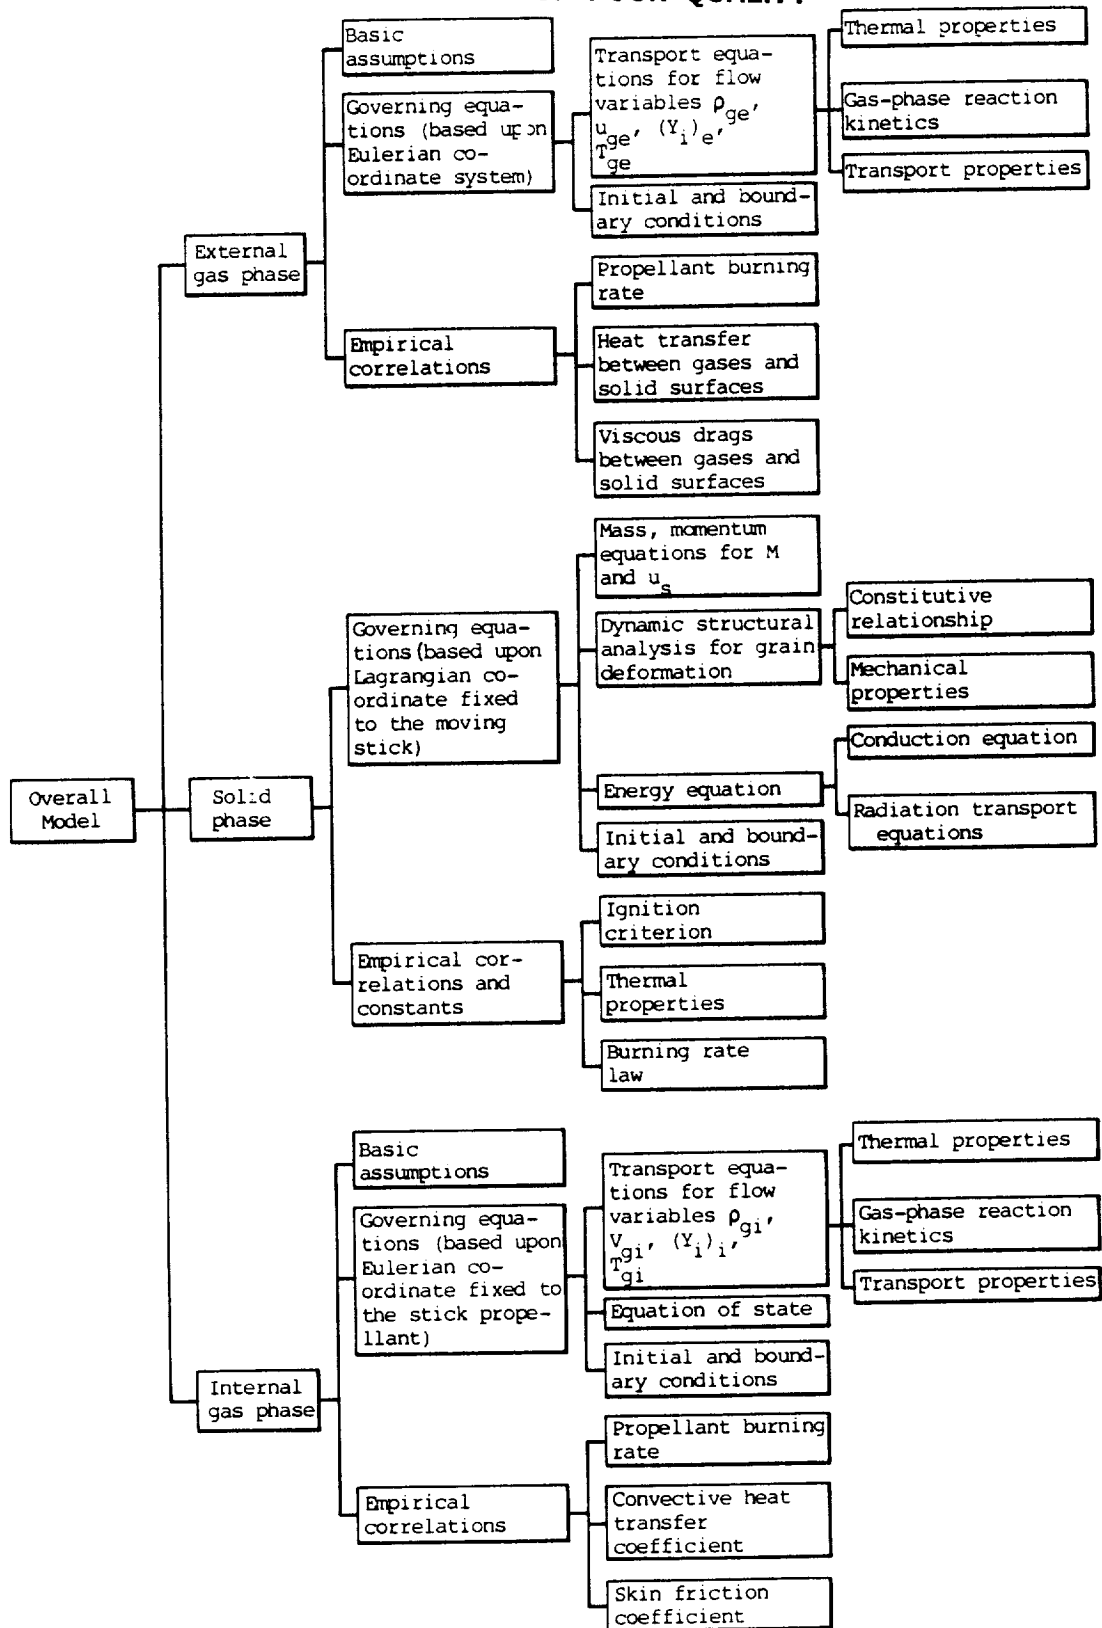 Basic
assumptions
Governing equa-
tions (based upon
Eulerian co-
ordinate system)
Transport equa-
tions for flow
variables ρge,
uge, (Yi)e,
Tge
Initial and bound-
ary conditions
Thermal properties
Gas-phase reaction
kinetics
Transport properties
External
gas phase
Empirical
correlations
Propellant burning
rate
Heat transfer
between gases and
solid surfaces
Viscous drags
between gases and
solid surfaces
Overall
Model
Solid
phase
Governing equa-
tions (based upon
Lagrangian co-
ordinate fixed
to the moving
stick)
Mass, momentum
equations for M
and us
Dynamic structural
analysis for grain
deformation
Constitutive
relationship
Mechanical
properties
Energy equation
Conduction equation
Radiation transport
equations
Initial and bound-
ary conditions
Empirical cor-
relations and
constants
Ignition
criterion
Thermal
properties
Burning rate
law
Internal
gas phase
Basic
assumptions
Governing equa-
tions (based upon
Eulerian co-
ordinate fixed to
the stick prope-
llant)
Transport equa-
tions for flow
variables ρgi,
Vgi, (Yi)i,
Tgi
Thermal properties
Gas-phase reaction
kinetics
Transport properties
Equation of state
Initial and bound-
ary conditions
Empirical
correlations
Propellant burning
rate
Convective heat
transfer
coefficient
Skin friction
coefficient